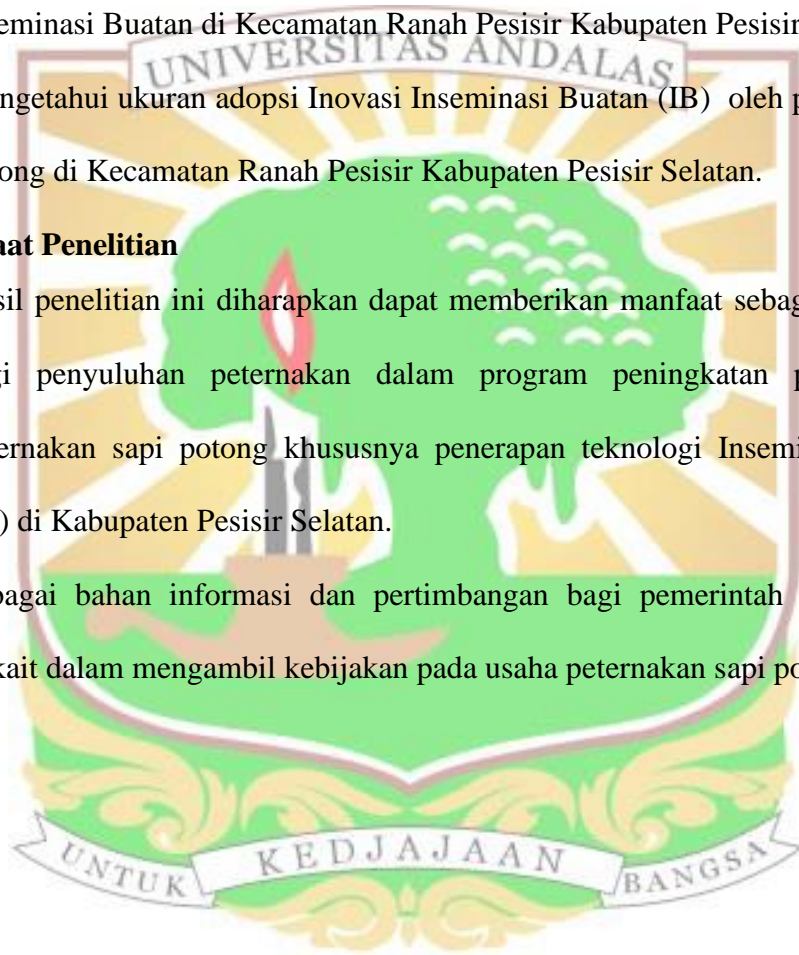 eminasi Buatan di Kecamatan Ranah Pesisir Kabupaten Pesisir
UNIVERSITAS ANDALAS
ngetahui ukuran adopsi Inovasi Inseminasi Buatan (IB) oleh p
ong di Kecamatan Ranah Pesisir Kabupaten Pesisir Selatan.
aat Penelitian
sil penelitian ini diharapkan dapat memberikan manfaat sebag
gi penyuluhan peternakan dalam program peningkatan p
ernakan sapi potong khususnya penerapan teknologi Insemi
) di Kabupaten Pesisir Selatan.
bagai bahan informasi dan pertimbangan bagi pemerintah
kait dalam mengambil kebijakan pada usaha peternakan sapi po
UNTUK KEDJAJAAN BANGSA